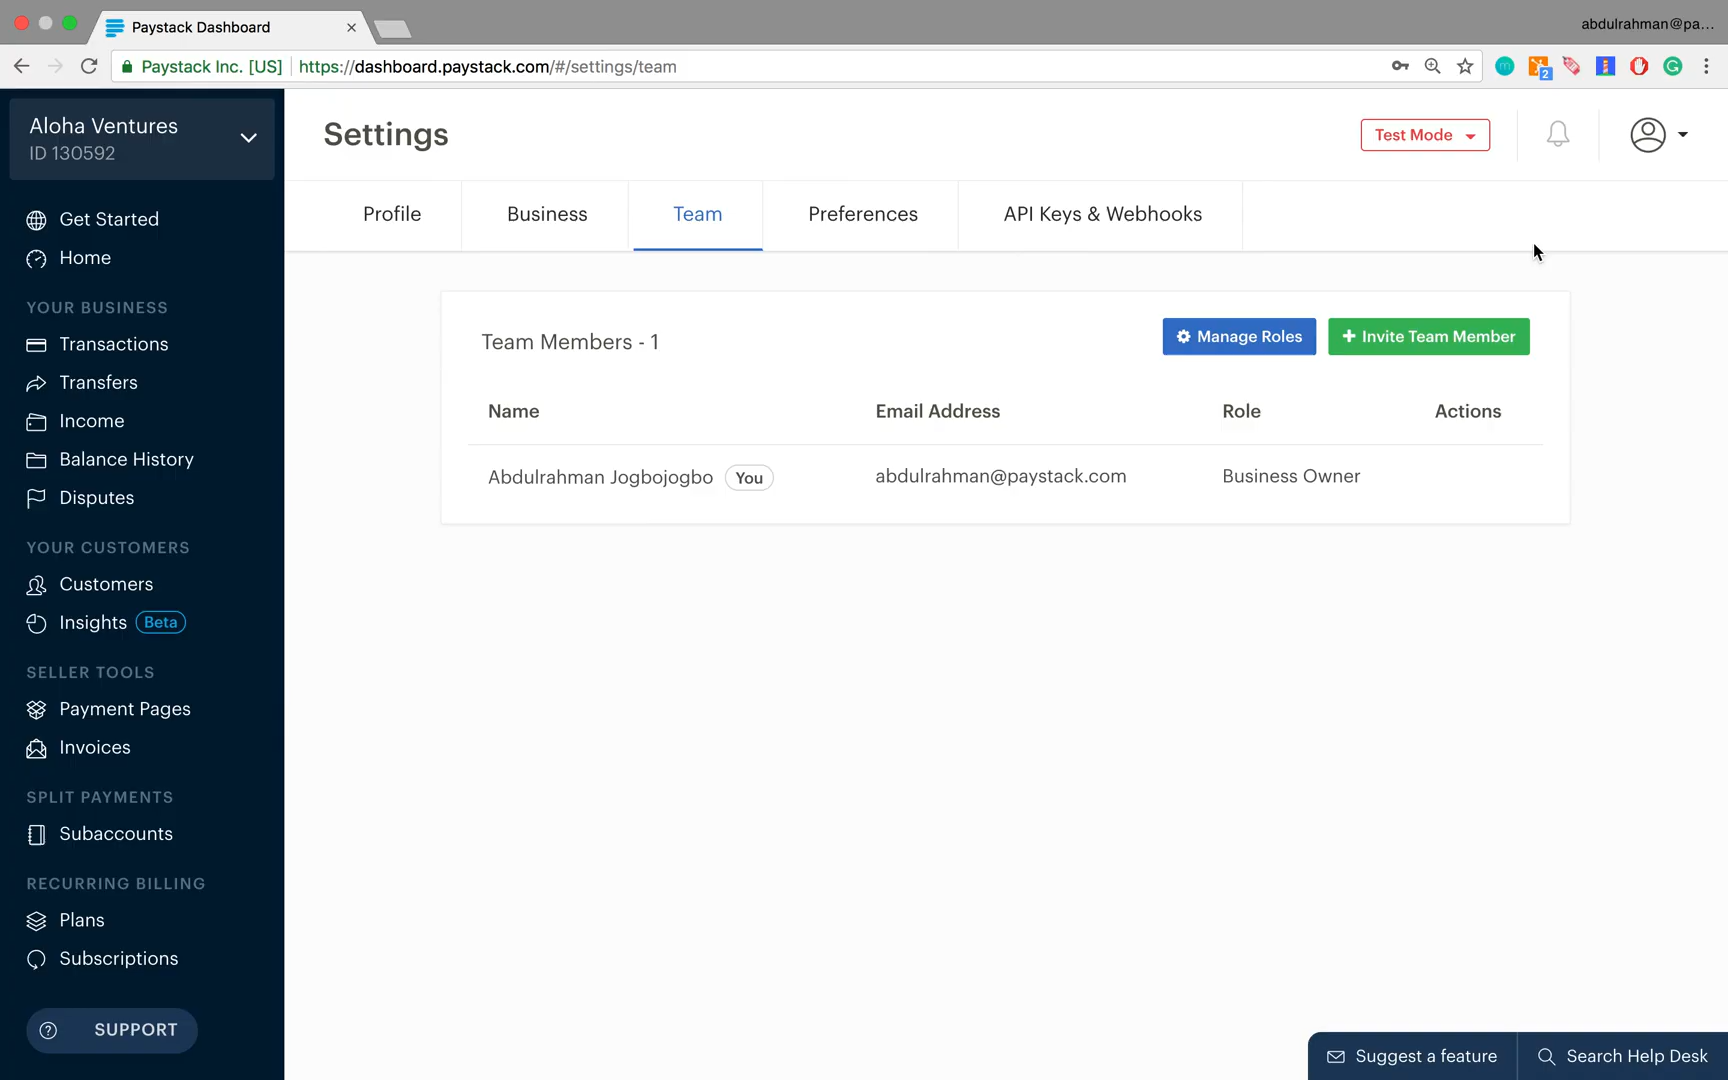 Paystack Dashboard
abdulrahman@pa...
Paystack Inc. [US]
https://dashboard.paystack.com/#/settings/team
2
Aloha Ventures
ID 130592
Get Started
Home
YOUR BUSINESS
Transactions
Transfers
Income
Balance History
Disputes
YOUR CUSTOMERS
Customers
Insights Beta
SELLER TOOLS
Payment Pages
Invoices
SPLIT PAYMENTS
Subaccounts
RECURRING BILLING
Plans
Subscriptions
SUPPORT
Settings
Test Mode
Profile
Business
Team
Preferences
API Keys & Webhooks
Team Members - 1
Manage Roles
Invite Team Member
Name Email Address Role Actions
Abdulrahman Jogbojogbo You abdulrahman@paystack.com Business Owner
Suggest a feature
Search Help Desk